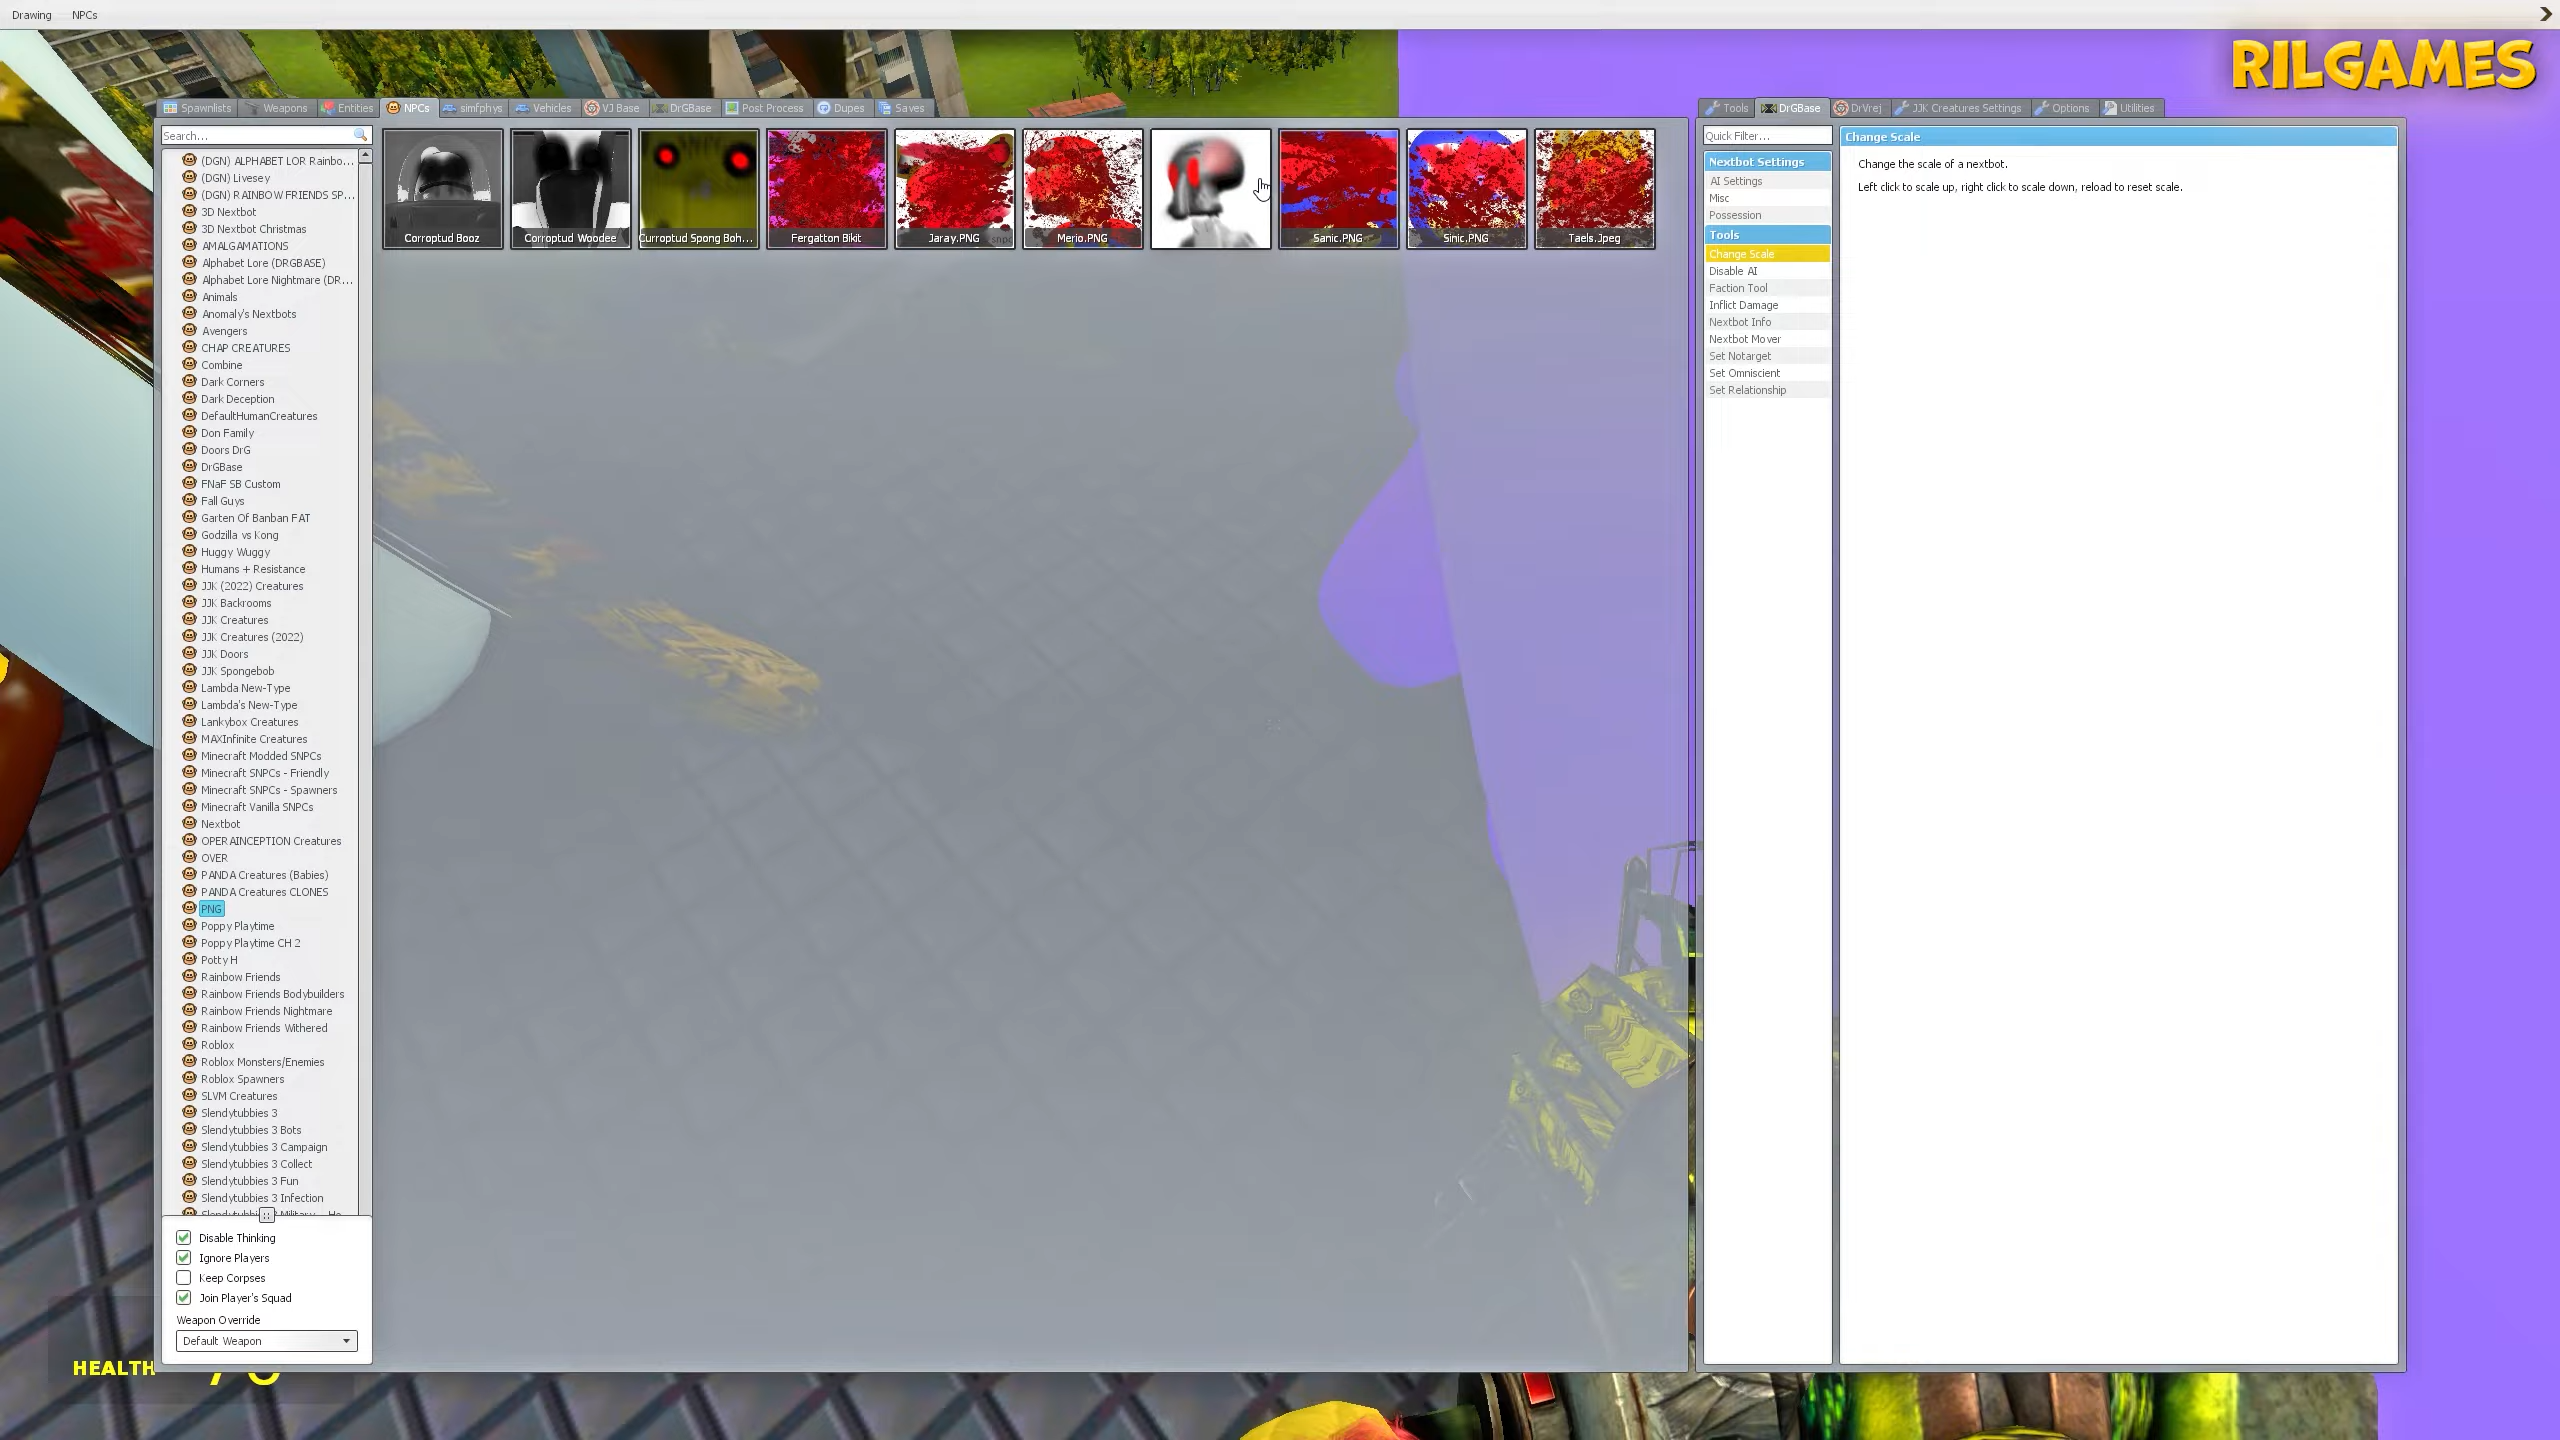 Drawing NPCs
RILGAMES
Spawnlists Weapons Entities NPCs simfphys Vehicles VJ Base DrGBase Post Process Dupes Saves
Search...
(DGN) ALPHABET LOR Rainbo...
(DGN) Livesey
(DGN) RAINBOW FRIENDS SP...
3D Nextbot
3D Nextbot Christmas
AMALGAMATIONS
Alphabet Lore (DRGBASE)
Alphabet Lore Nightmare (DR...
Animals
Anomaly's Nextbots
Avengers
CHAP CREATURES
Combine
Dark Corners
Dark Deception
DefaultHumanCreatures
Don Family
Doors DrG
DrGBase
FNaF SB Custom
Fall Guys
Garten Of Banban FAT
Godzilla vs Kong
Huggy Wuggy
Humans + Resistance
JJK (2022) Creatures
JJK Backrooms
JJK Creatures
JJK Creatures (2022)
JJK Doors
JJK Spongebob
Lambda New-Type
Lambda's New-Type
Lankybox Creatures
MAXInfinite Creatures
Minecraft Modded SNPCs
Minecraft SNPCs - Friendly
Minecraft SNPCs - Spawners
Minecraft Vanilla SNPCs
Nextbot
OPERAINCEPTION Creatures
OVER
PANDA Creatures (Babies)
PANDA Creatures CLONES
PNG
Poppy Playtime
Poppy Playtime CH 2
Potty H
Rainbow Friends
Rainbow Friends Bodybuilders
Rainbow Friends Nightmare
Rainbow Friends Withered
Roblox
Roblox Monsters/Enemies
Roblox Spawners
SLVM Creatures
Slendytubbies 3
Slendytubbies 3 Bots
Slendytubbies 3 Campaign
Slendytubbies 3 Collect
Slendytubbies 3 Fun
Slendytubbies 3 Infection
Disable Thinking
Ignore Players
Keep Corpses
Join Player's Squad
Weapon Override
Default Weapon
HEALTH
Corroptud Booz
Corroptud Woodee
Curroptud Spong Boh...
Fergatton Bikit
Jaray.PNG
Merio.PNG
Sanic.PNG
Sinic.PNG
Taels.Jpeg
Tools DrGBase DrVrej JJK Creatures Settings Options Utilities
Quick Filter...
Nextbot Settings
AI Settings
Misc
Possession
Tools
Change Scale
Disable AI
Faction Tool
Inflict Damage
Nextbot Info
Nextbot Mover
Set Notarget
Set Omniscient
Set Relationship
Change Scale
Change the scale of a nextbot.
Left click to scale up, right click to scale down, reload to reset scale.